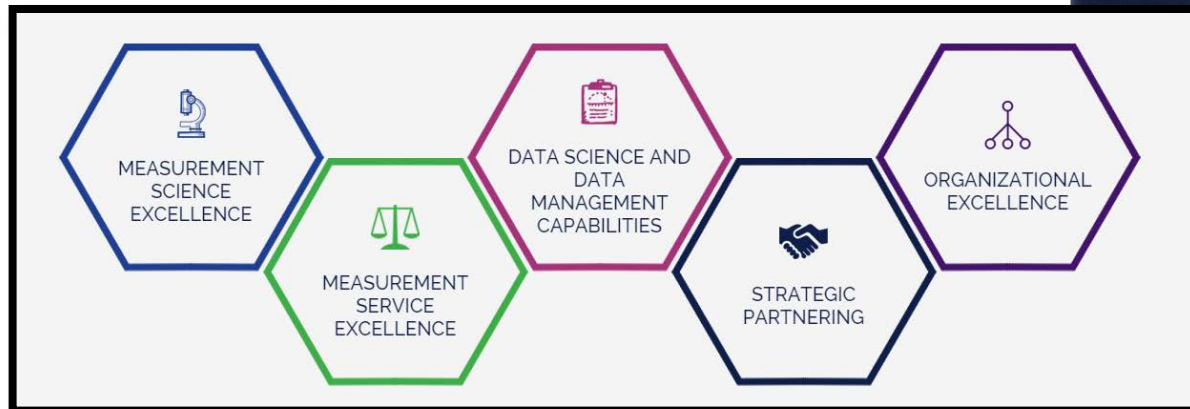 MEASUREMENT
SCIENCE
EXCELLENCE
MEASUREMENT
SERVICE
EXCELLENCE
DATA SCIENCE AND
DATA
MANAGEMENT
CAPABILITIES
STRATEGIC
PARTNERING
ORGANIZATIONAL
EXCELLENCE